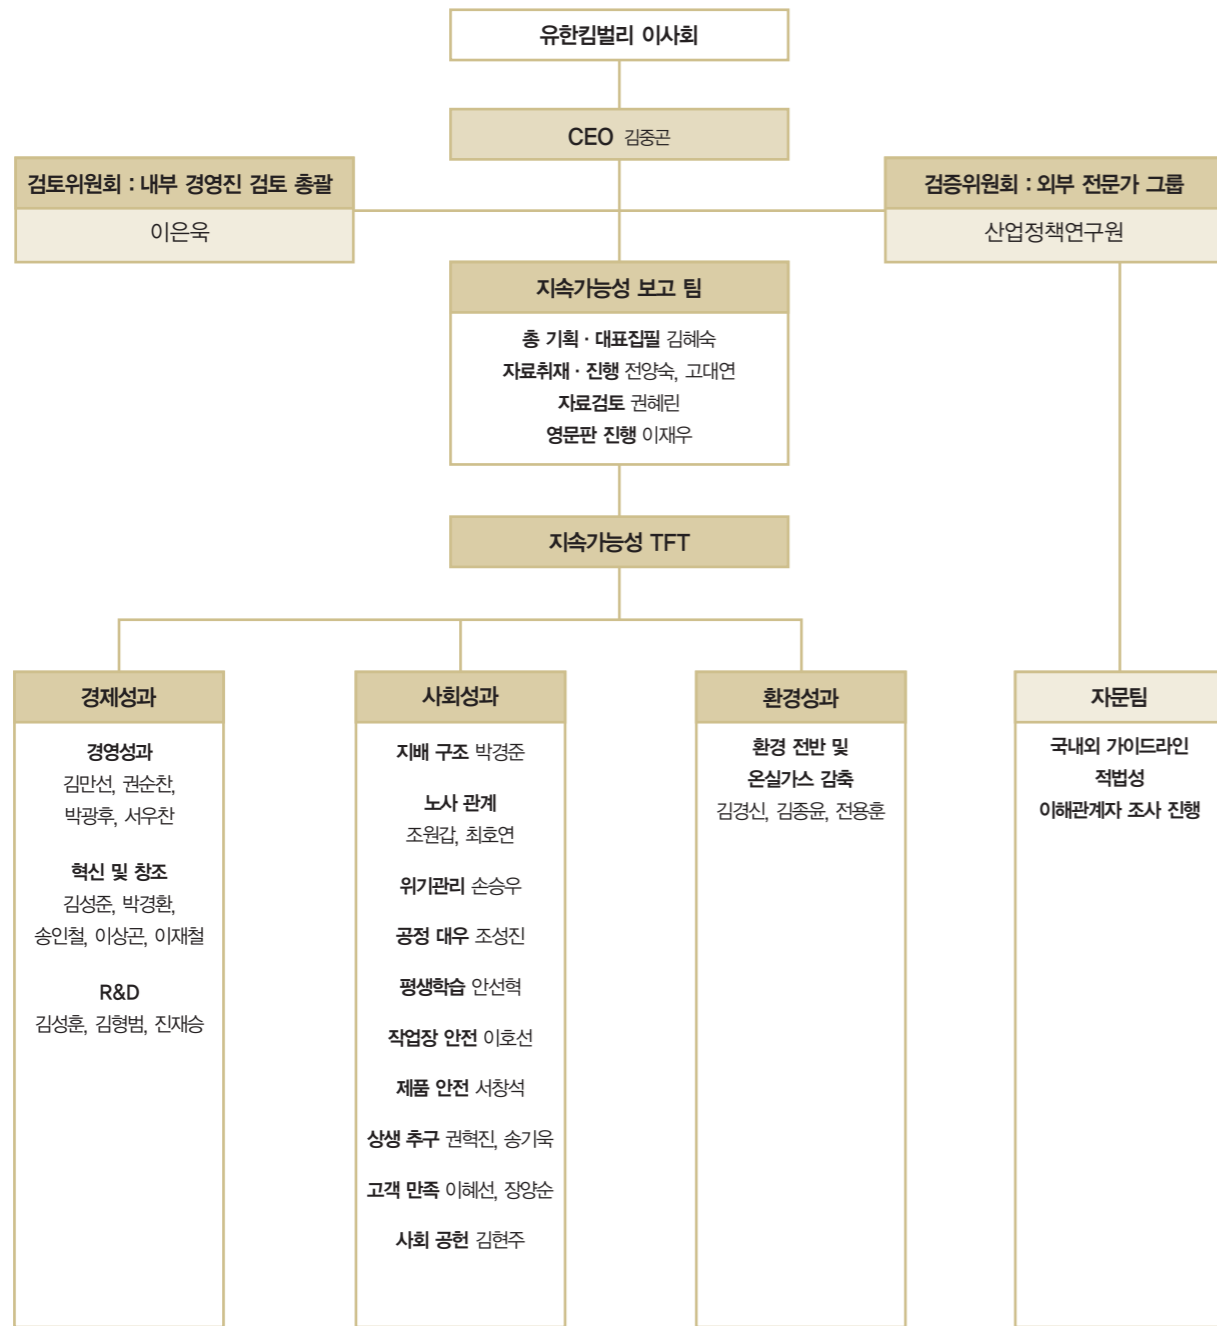 유한킴벌리 이사회
CEO 김중곤
검토위원회 : 내부 경영진 검토 총괄
이은욱
검증위원회 : 외부 전문가 그룹
산업정책연구원
지속가능성 보고 팀
총 기획 · 대표집필 김혜숙
자료취재 · 진행 전양숙, 고대연
자료검토 권혜린
영문판 진행 이재우
지속가능성 TFT
경제성과
경영성과
김만선, 권순찬,
박광후, 서우찬
혁신 및 창조
김성준, 박경환,
송인철, 이상곤, 이재철
R&D
김성훈, 김형범, 진재승
사회성과
지배 구조 박경준
노사 관계
조원갑, 최호연
위기관리 손승우
공정 대우 조성진
평생학습 안선혁
작업장 안전 이호선
제품 안전 서창석
상생 추구 권혁진, 송기욱
고객 만족 이혜선, 장양순
사회 공헌 김현주
환경성과
환경 전반 및
온실가스 감축
김경신, 김종윤, 전용훈
자문팀
국내외 가이드라인
적법성
이해관계자 조사 진행